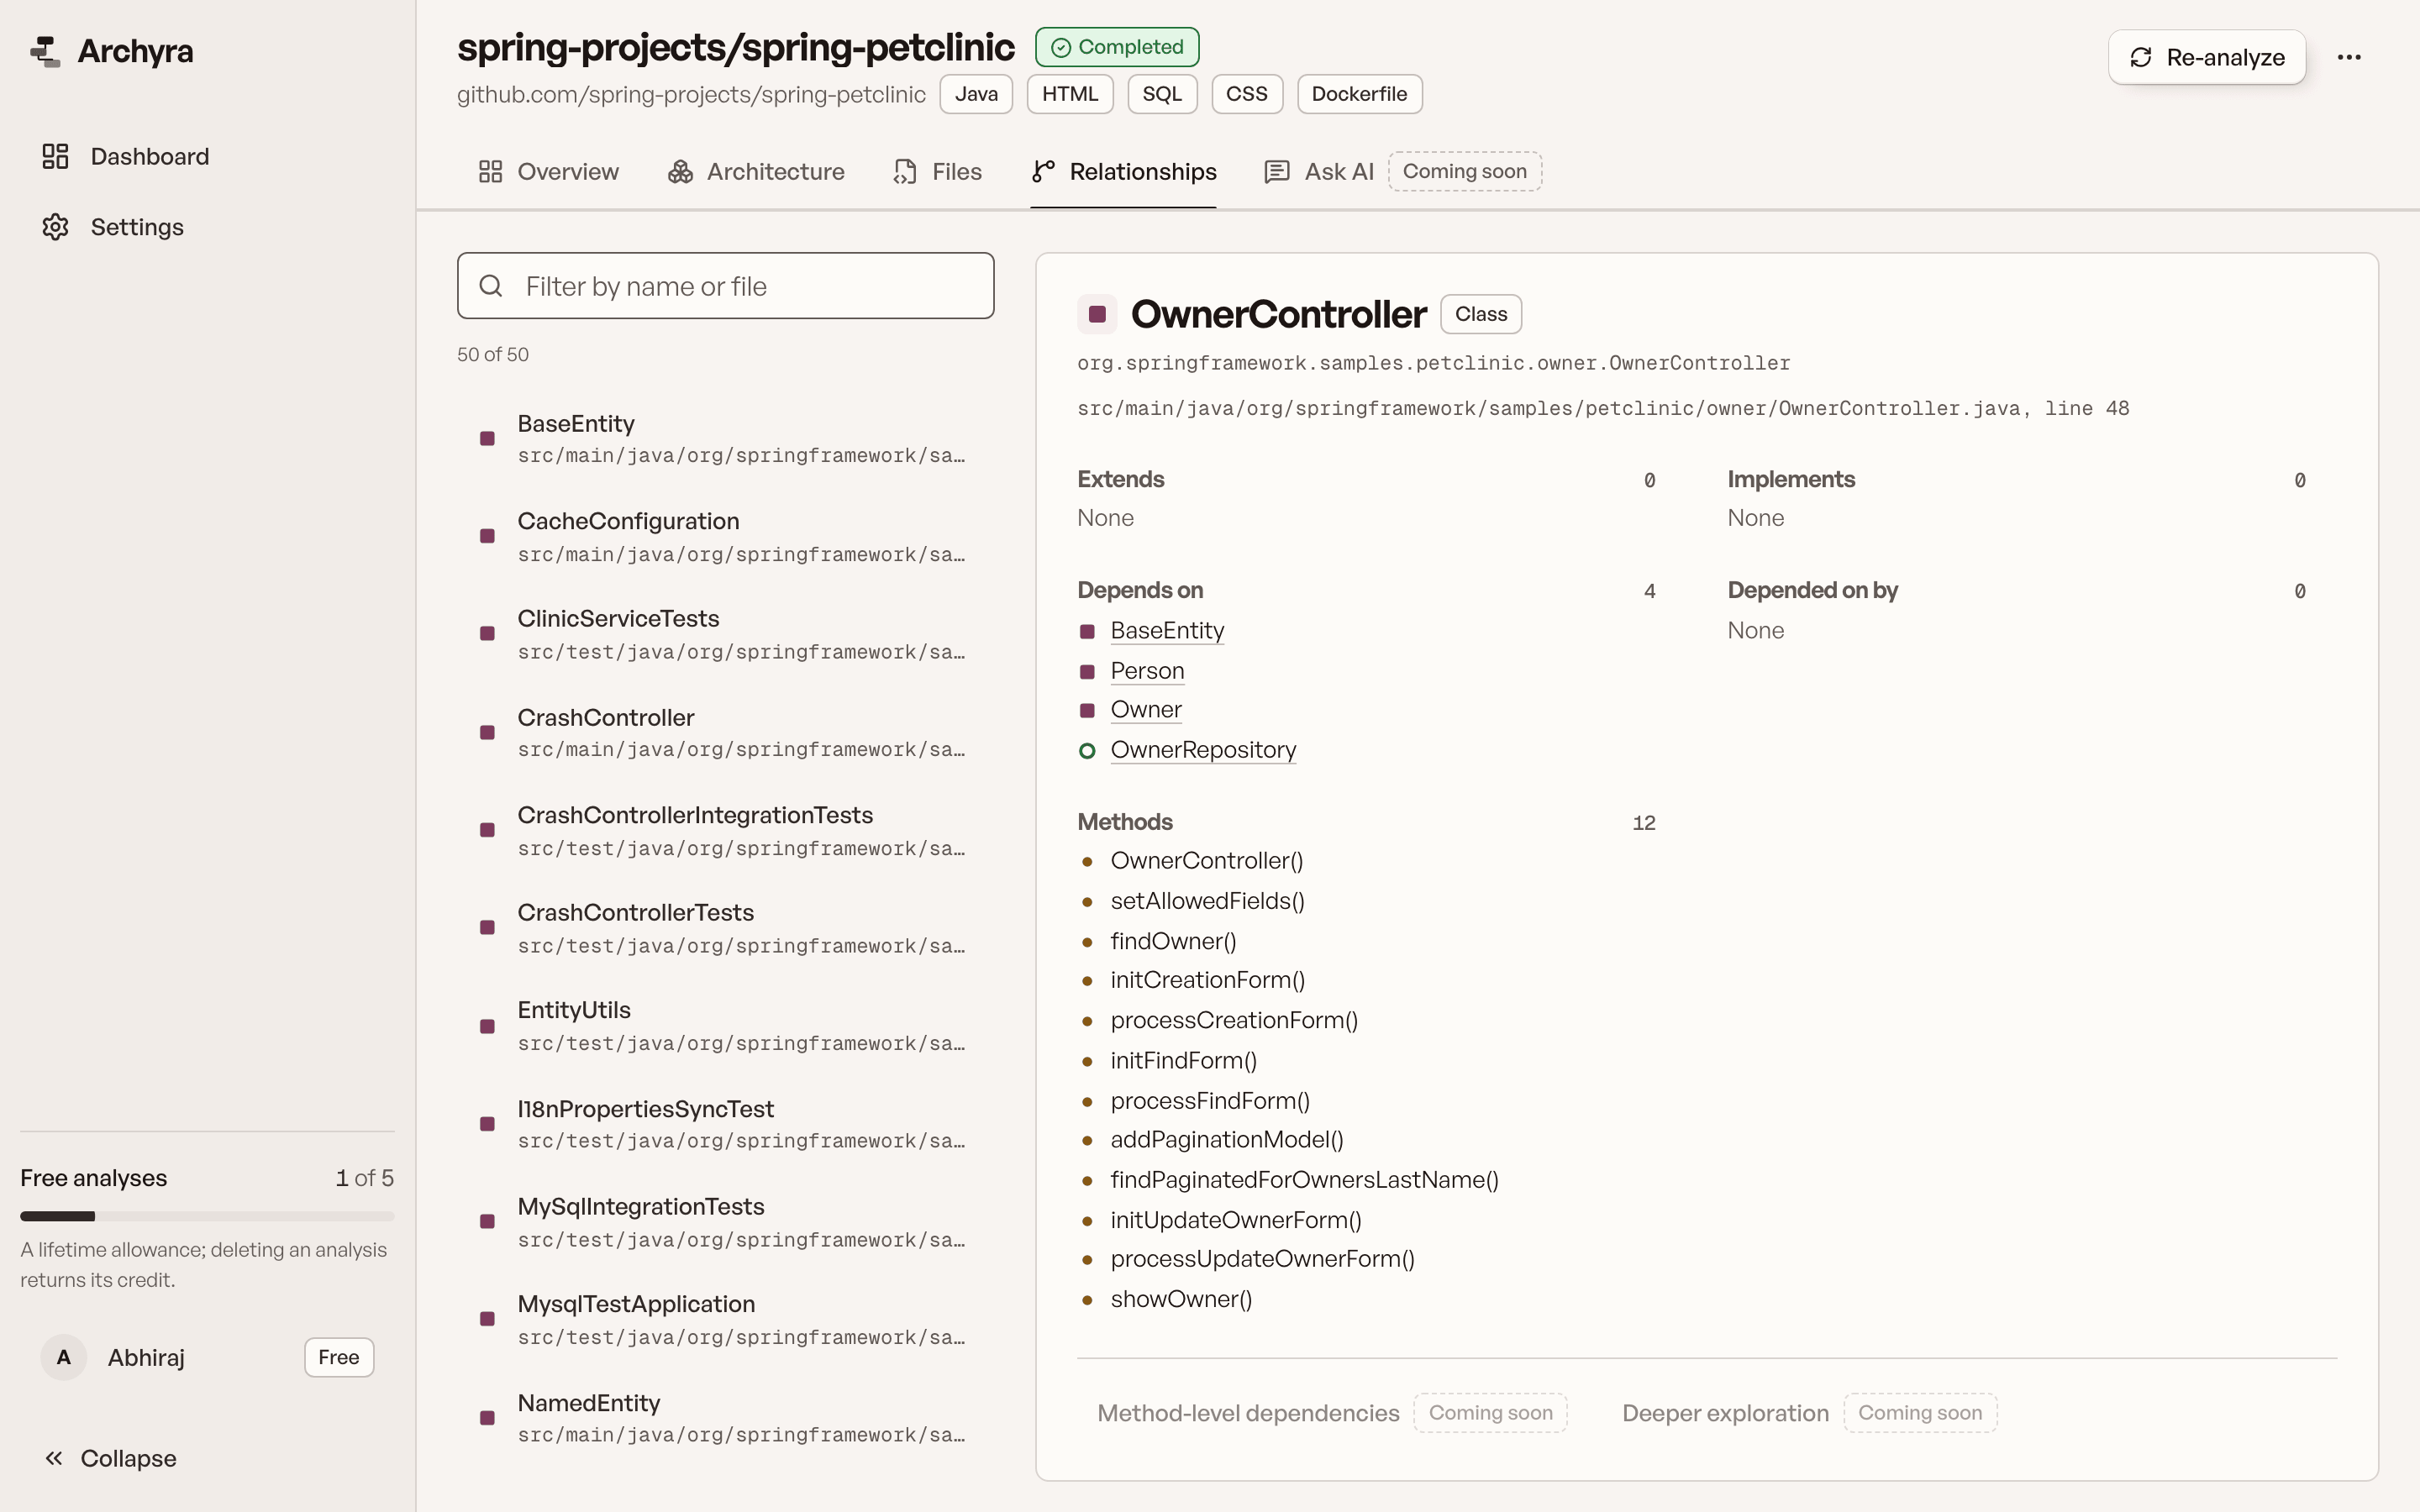 Archyra
Dashboard
Settings
Free analyses 1 of 5
A lifetime allowance; deleting an analysis
returns its credit.
A Abhiraj Free
Collapse
spring-projects/spring-petclinic Completed
github.com/spring-projects/spring-petclinic Java HTML SQL CSS Dockerfile
Re-analyze
Overview Architecture Files Relationships Ask AI Coming soon
Filter by name or file
50 of 50
BaseEntity
src/main/java/org/springframework/sa…
CacheConfiguration
src/main/java/org/springframework/sa…
ClinicServiceTests
src/test/java/org/springframework/sa…
CrashController
src/main/java/org/springframework/sa…
CrashControllerIntegrationTests
src/test/java/org/springframework/sa…
CrashControllerTests
src/test/java/org/springframework/sa…
EntityUtils
src/test/java/org/springframework/sa…
I18nPropertiesSyncTest
src/test/java/org/springframework/sa…
MySqlIntegrationTests
src/test/java/org/springframework/sa…
MysqlTestApplication
src/test/java/org/springframework/sa…
NamedEntity
src/main/java/org/springframework/sa…
OwnerController Class
org.springframework.samples.petclinic.owner.OwnerController
src/main/java/org/springframework/samples/petclinic/owner/OwnerController.java, line 48
Extends 0
None
Implements 0
None
Depends on 4
BaseEntity
Person
Owner
OwnerRepository
Depended on by 0
None
Methods 12
OwnerController()
setAllowedFields()
findOwner()
initCreationForm()
processCreationForm()
initFindForm()
processFindForm()
addPaginationModel()
findPaginatedForOwnersLastName()
initUpdateOwnerForm()
processUpdateOwnerForm()
showOwner()
Method-level dependencies Coming soon Deeper exploration Coming soon